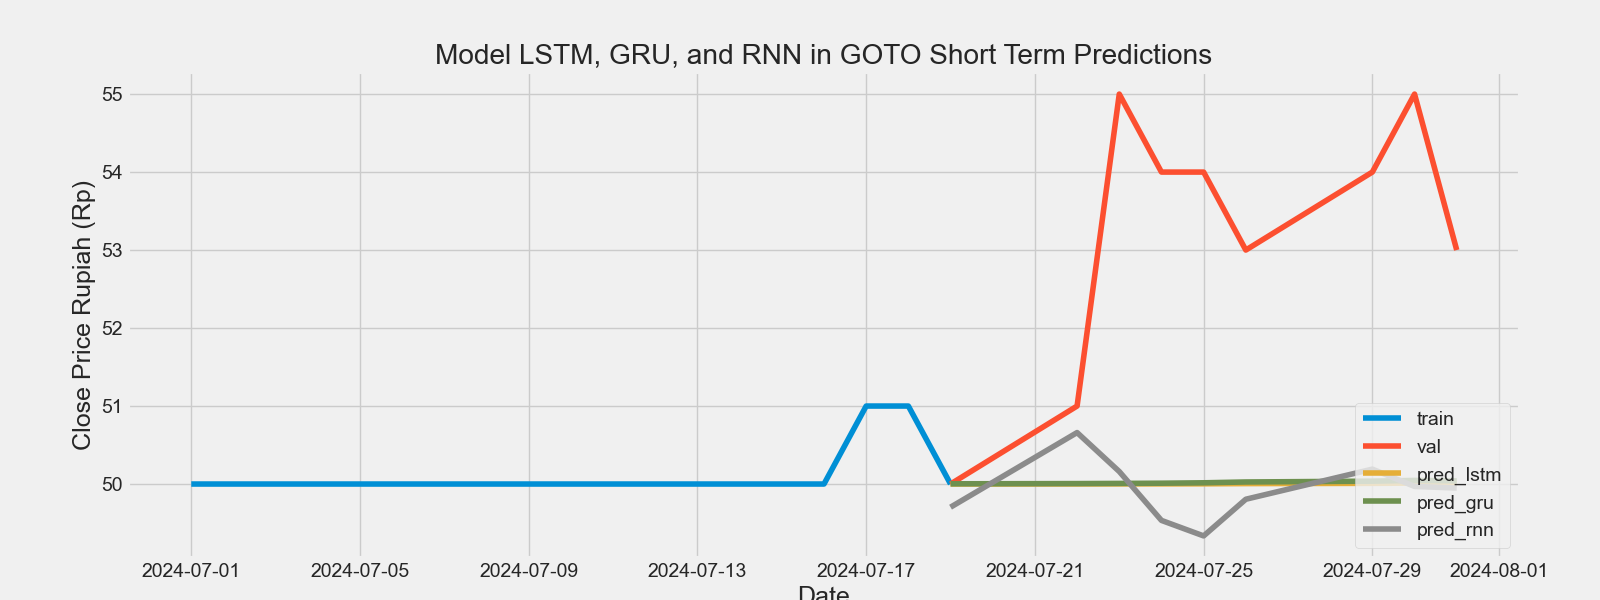 Model LSTM, GRU, and RNN in GOTO Short Term Predictions
Close Price Rupiah (Rp)
55
54
53
52
51
50
train
val
pred_lstm
pred_gru
pred_rnn
2024-07-01 2024-07-05 2024-07-09 2024-07-13 2024-07-17 2024-07-21 2024-07-25 2024-07-29 2024-08-01
Date